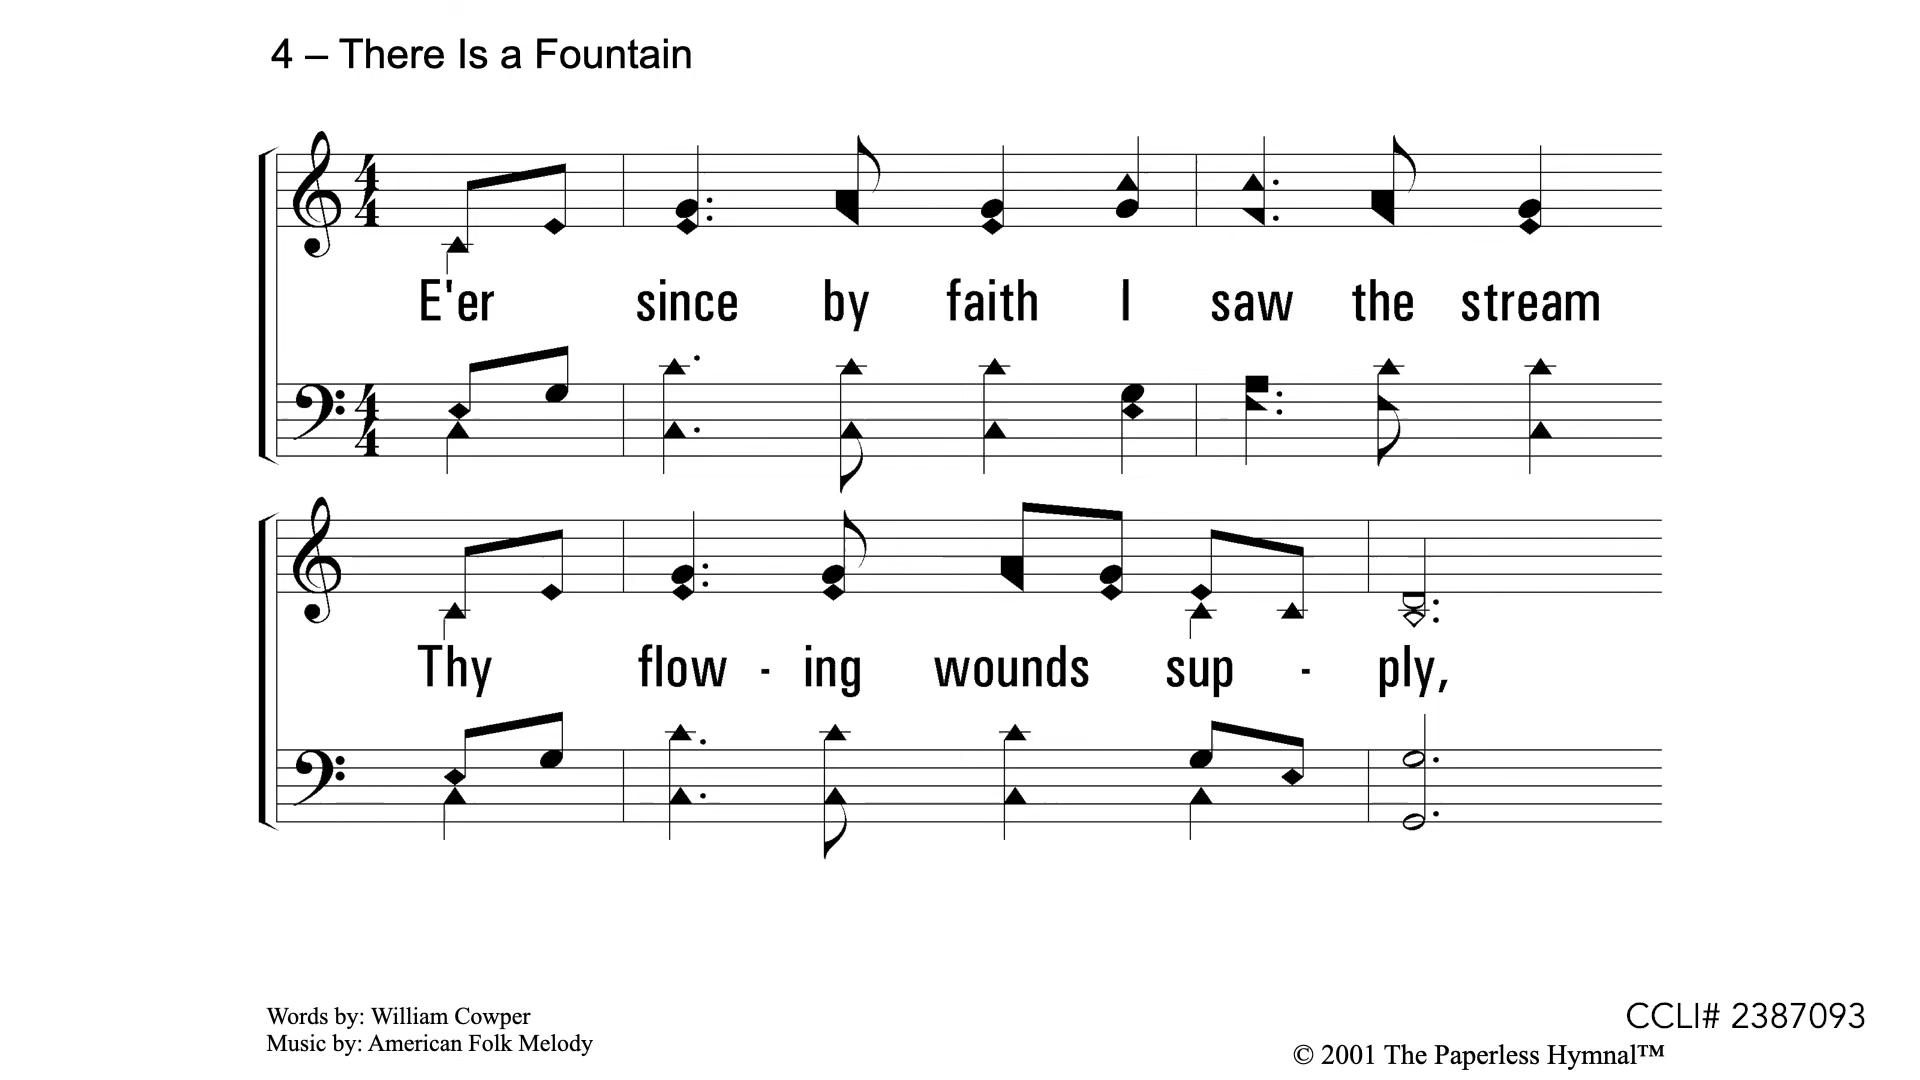 4 – There Is a Fountain
E'er since by faith I saw the stream
Thy flow - ing wounds sup - ply,
Words by: William Cowper
Music by: American Folk Melody
CCLI# 2387093
© 2001 The Paperless Hymnal™